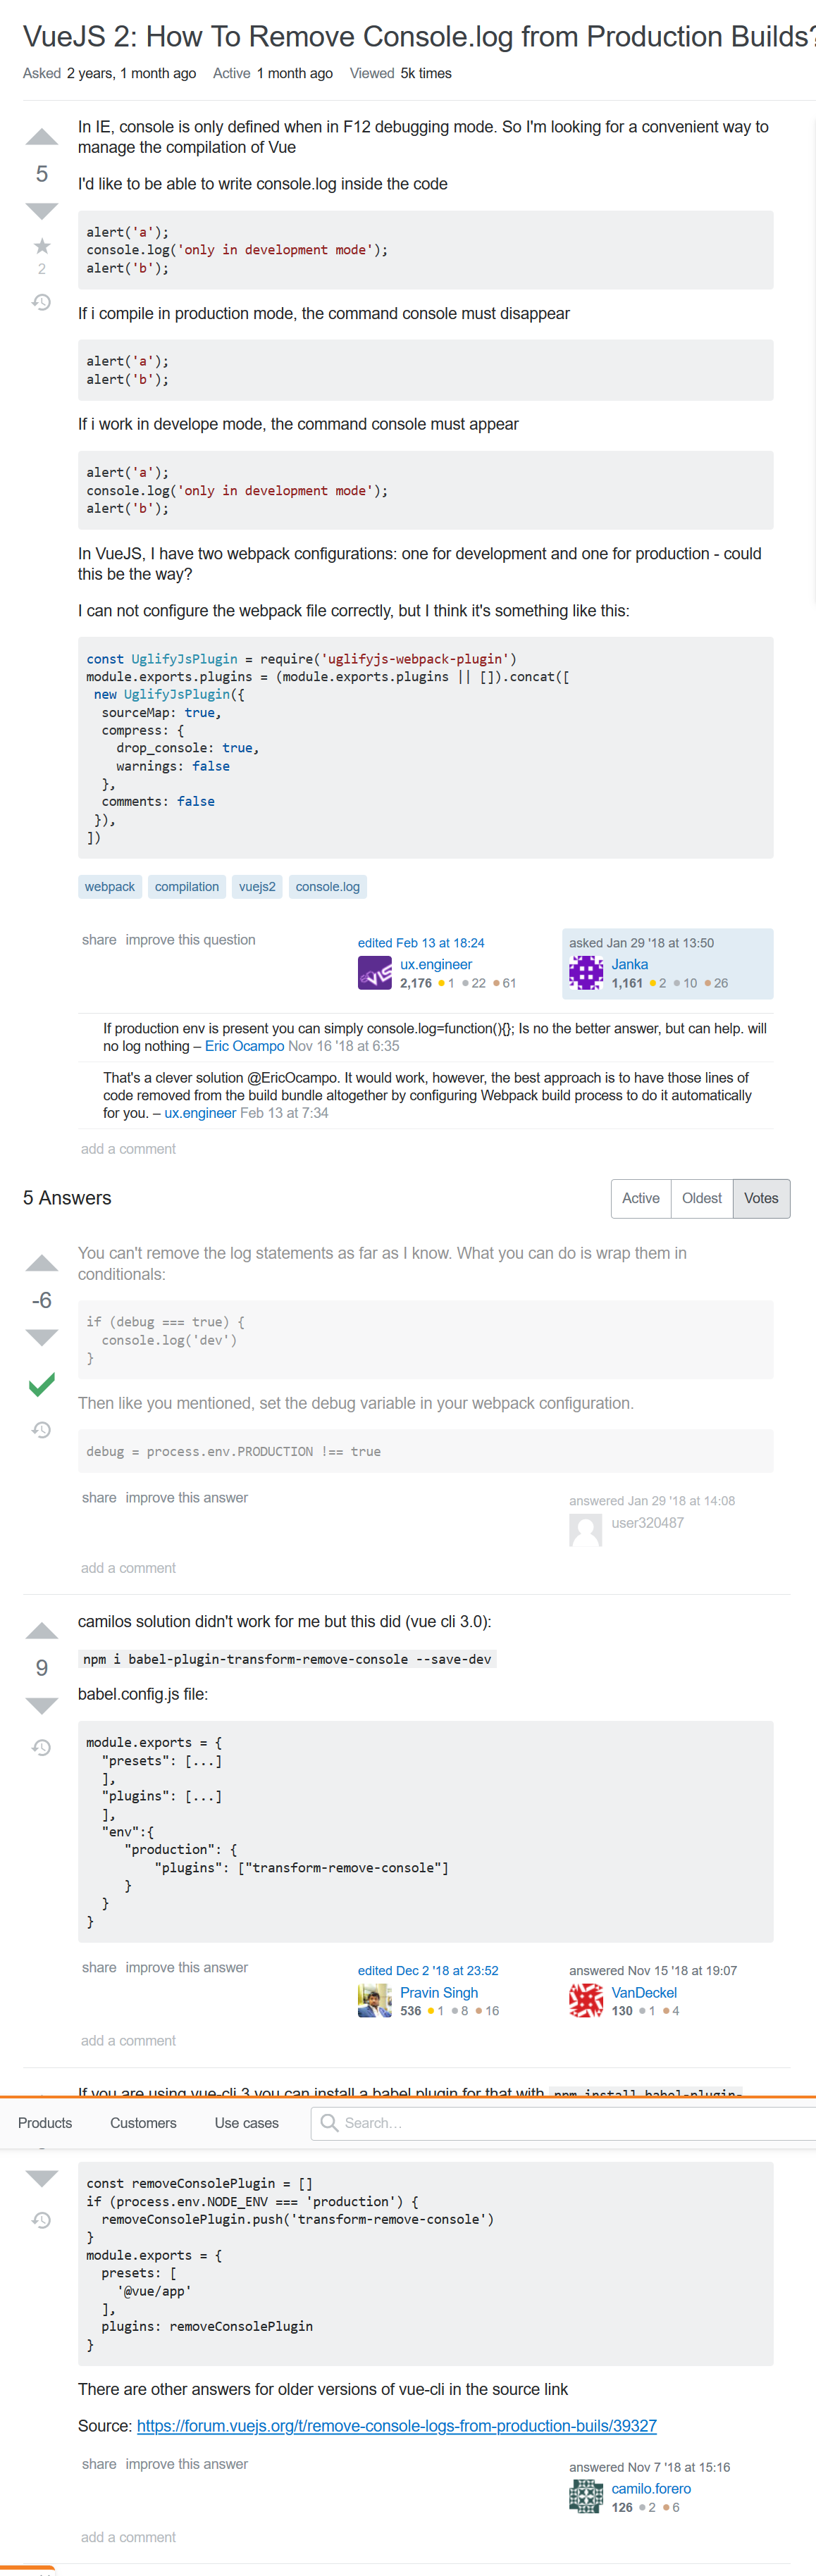 VueJS 2: How To Remove Console.log from Production Builds?
Asked 2 years, 1 month ago Active 1 month ago Viewed 5k times
In IE, console is only defined when in F12 debugging mode. So I'm looking for a convenient way to
manage the compilation of Vue
5
I'd like to be able to write console.log inside the code
alert('a');
console.log('only in development mode');
alert('b');
2
If i compile in production mode, the command console must disappear
alert('a');
alert('b');
If i work in develope mode, the command console must appear
alert('a');
console.log('only in development mode');
alert('b');
In VueJS, I have two webpack configurations: one for development and one for production - could
this be the way?
I can not configure the webpack file correctly, but I think it's something like this:
const UglifyJsPlugin = require('uglifyjs-webpack-plugin')
module.exports.plugins = (module.exports.plugins || []).concat([
 new UglifyJsPlugin({
  sourceMap: true,
  compress: {
    drop_console: true,
    warnings: false
  },
  comments: false
 }),
])
webpack compilation vuejs2 console.log
share improve this question
edited Feb 13 at 18:24
ux.engineer
2,176 1 22 61
asked Jan 29 '18 at 13:50
Janka
1,161 2 10 26
If production env is present you can simply console.log=function(){}; Is no the better answer, but can help. will
no log nothing – Eric Ocampo Nov 16 '18 at 6:35
That's a clever solution @EricOcampo. It would work, however, the best approach is to have those lines of
code removed from the build bundle altogether by configuring Webpack build process to do it automatically
for you. – ux.engineer Feb 13 at 7:34
add a comment
5 Answers
Active Oldest Votes
You can't remove the log statements as far as I know. What you can do is wrap them in
conditionals:
-6
if (debug === true) {
  console.log('dev')
}
Then like you mentioned, set the debug variable in your webpack configuration.
debug = process.env.PRODUCTION !== true
share improve this answer
answered Jan 29 '18 at 14:08
user320487
add a comment
camilos solution didn't work for me but this did (vue cli 3.0):
9
npm i babel-plugin-transform-remove-console --save-dev
babel.config.js file:
module.exports = {
  "presets": [...]
  ],
  "plugins": [...]
  ],
  "env":{
     "production": {
         "plugins": ["transform-remove-console"]
     }
  }
}
share improve this answer
edited Dec 2 '18 at 23:52
Pravin Singh
536 1 8 16
answered Nov 15 '18 at 19:07
VanDeckel
130 1 4
add a comment
If you are using vue-cli 3 you can install a babel plugin for that with npm install babel-plugin-
Products Customers Use cases Search…
const removeConsolePlugin = []
if (process.env.NODE_ENV === 'production') {
  removeConsolePlugin.push('transform-remove-console')
}
module.exports = {
  presets: [
    '@vue/app'
  ],
  plugins: removeConsolePlugin
}
There are other answers for older versions of vue-cli in the source link
Source: https://forum.vuejs.org/t/remove-console-logs-from-production-buils/39327
share improve this answer
answered Nov 7 '18 at 15:16
camilo.forero
126 2 6
add a comment